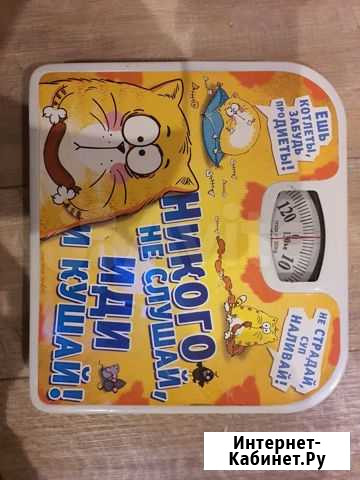 ЕШЬ
КОТЛЕТЫ,
ЗАБУДЬ
ПРО ДИЕТЫ!
НИКОГО
НЕ СЛУШАЙ,
ИДИ
И КУШАЙ!
120
130kg
10
НЕ СТРАДАЙ,
СУП
НАЛИВАЙ!
Интернет-
Кабинет.Ру